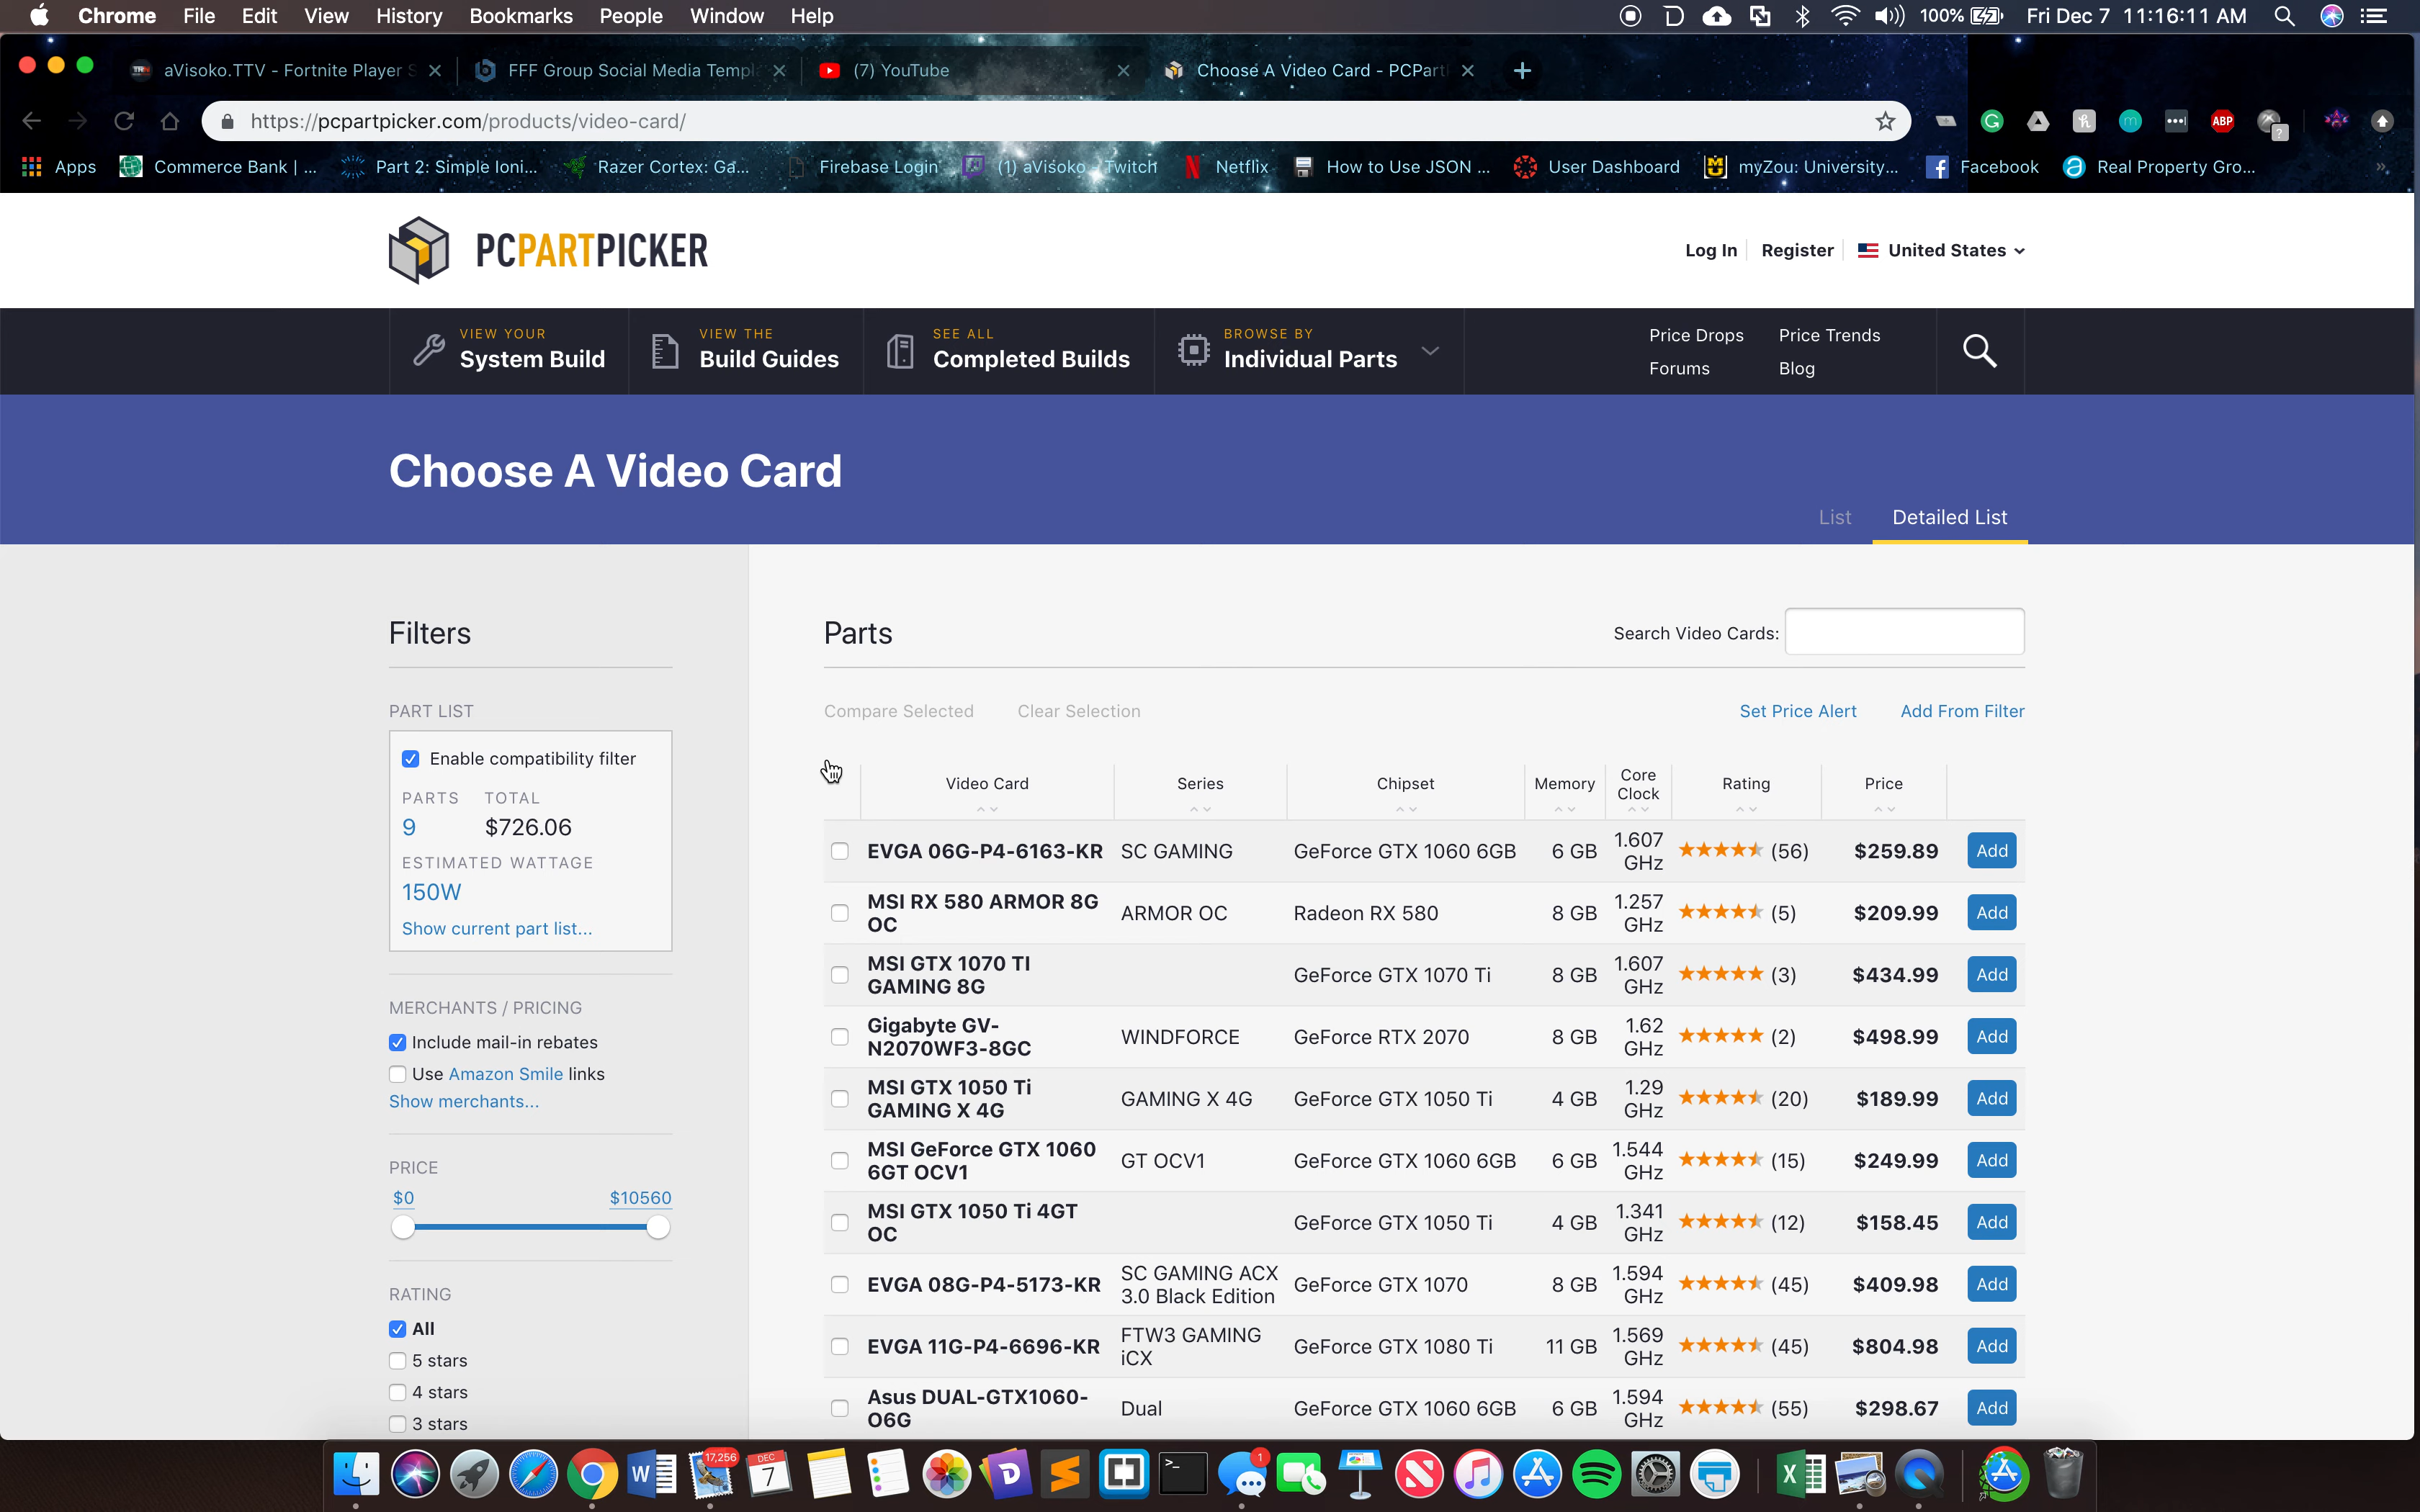 Chrome File Edit View History Bookmarks People Window Help 100% Fri Dec 7 11:16:11 AM
aVisoko.TTV - Fortnite Player S FFF Group Social Media Templ (7) YouTube Choose A Video Card - PCPart
https://pcpartpicker.com/products/video-card/ ABP
Apps Commerce Bank | ... Part 2: Simple Ioni... Razer Cortex: Ga... Firebase Login (1) aVisoko - Twitch Netflix How to Use JSON ... User Dashboard myZou: University... Facebook Real Property Gro... »
PCPARTPICKER
Log In Register United States
VIEW YOUR
System Build
VIEW THE
Build Guides
SEE ALL
Completed Builds
BROWSE BY
Individual Parts
Price Drops Price Trends
Forums Blog
Choose A Video Card
List Detailed List
Filters
PART LIST
Enable compatibility filter
PARTS TOTAL
9 $726.06
ESTIMATED WATTAGE
150W
Show current part list...
MERCHANTS / PRICING
Include mail-in rebates
Use Amazon Smile links
Show merchants...
PRICE
$0 $10560
RATING
All
5 stars
4 stars
3 stars
Parts
Search Video Cards:
Compare Selected Clear Selection Set Price Alert Add From Filter
Video Card Series Chipset Memory Core Clock Rating Price
EVGA 06G-P4-6163-KR SC GAMING GeForce GTX 1060 6GB 6 GB 1.607 GHz (56) $259.89 Add
MSI RX 580 ARMOR 8G OC ARMOR OC Radeon RX 580 8 GB 1.257 GHz (5) $209.99 Add
MSI GTX 1070 TI GAMING 8G GeForce GTX 1070 Ti 8 GB 1.607 GHz (3) $434.99 Add
Gigabyte GV-N2070WF3-8GC WINDFORCE GeForce RTX 2070 8 GB 1.62 GHz (2) $498.99 Add
MSI GTX 1050 Ti GAMING X 4G GAMING X 4G GeForce GTX 1050 Ti 4 GB 1.29 GHz (20) $189.99 Add
MSI GeForce GTX 1060 6GT OCV1 GT OCV1 GeForce GTX 1060 6GB 6 GB 1.544 GHz (15) $249.99 Add
MSI GTX 1050 Ti 4GT OC GeForce GTX 1050 Ti 4 GB 1.341 GHz (12) $158.45 Add
EVGA 08G-P4-5173-KR SC GAMING ACX 3.0 Black Edition GeForce GTX 1070 8 GB 1.594 GHz (45) $409.98 Add
EVGA 11G-P4-6696-KR FTW3 GAMING iCX GeForce GTX 1080 Ti 11 GB 1.569 GHz (45) $804.98 Add
Asus DUAL-GTX1060-O6G Dual GeForce GTX 1060 6GB 6 GB 1.594 GHz (55) $298.67 Add
17,256 DEC 7 1